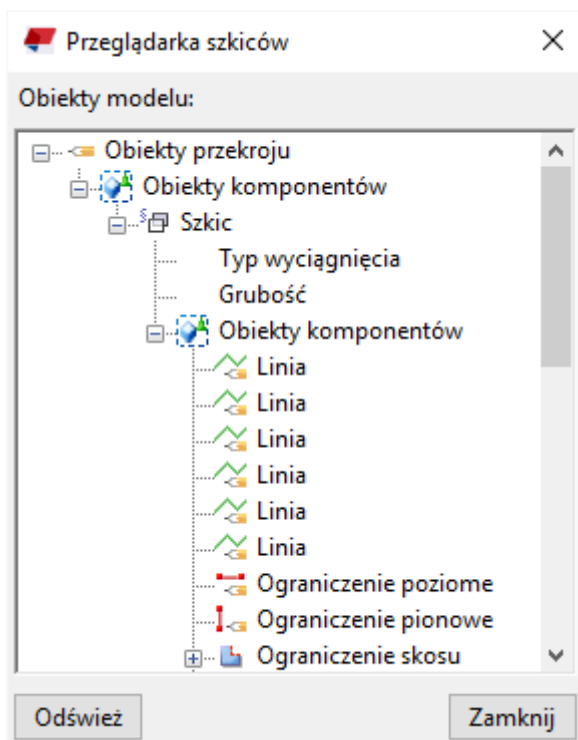 Przeglądarka szkiców
Obiekty modelu:
Obiekty przekroju
Obiekty komponentów
Szkic
Typ wyciągnięcia
Grubość
Obiekty komponentów
Linia
Linia
Linia
Linia
Linia
Linia
Ograniczenie poziome
Ograniczenie pionowe
Ograniczenie skosu
Odśwież
Zamknij